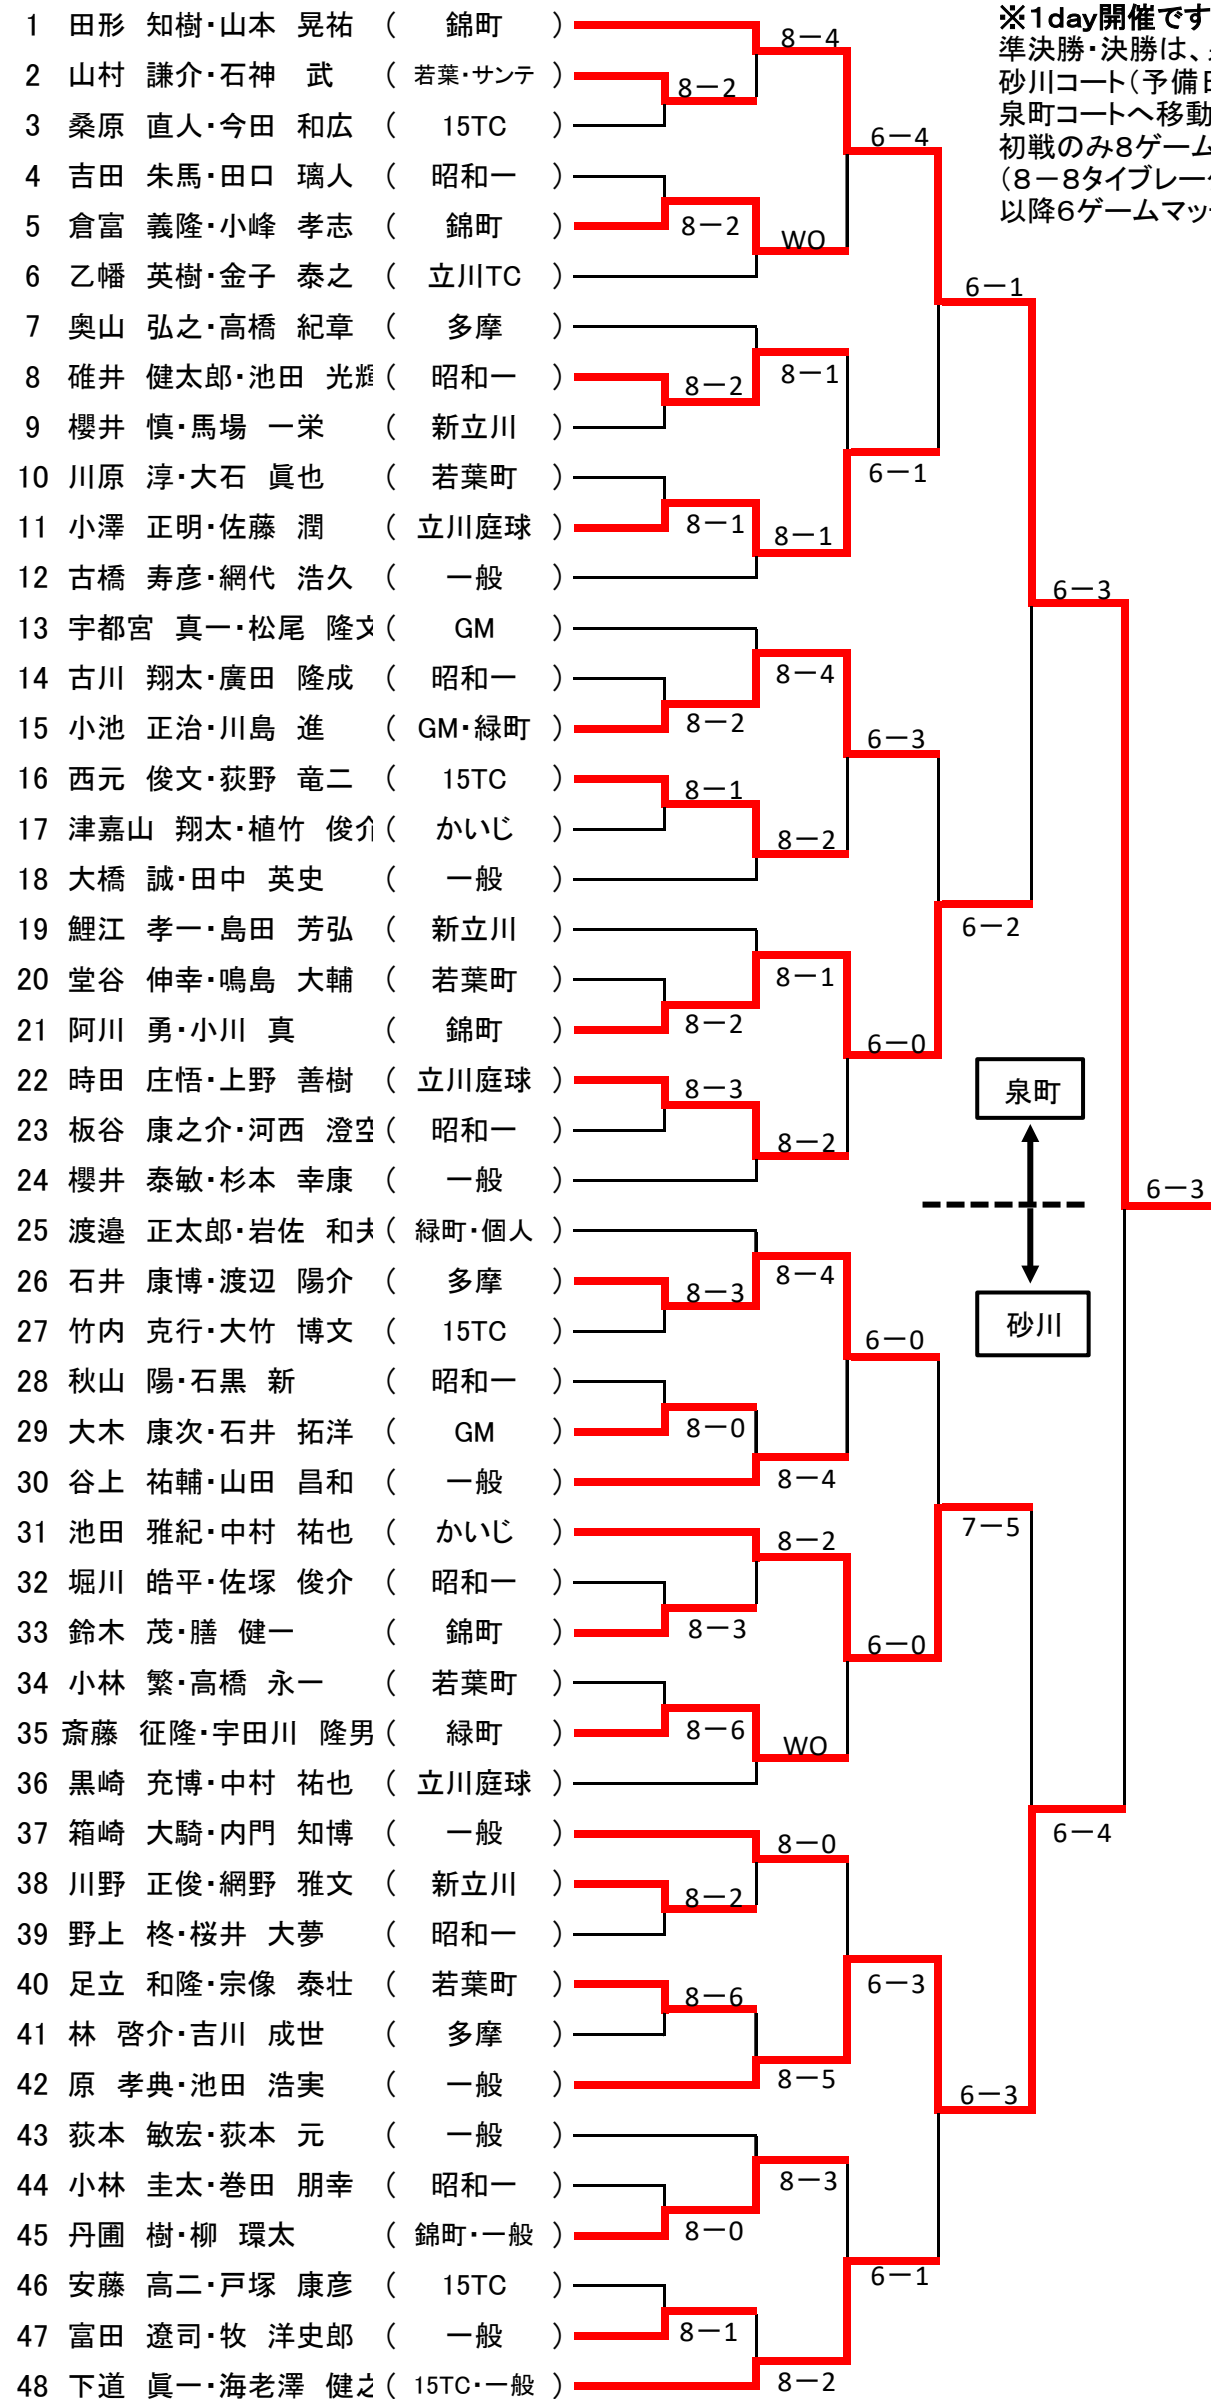 ※1day開催です
準決勝・決勝は、
砂川コート(予備
泉町コートへ移動
初戦のみ8ゲーム
(8-8タイブレー
以降6ゲームマッ
1 田形 知樹・山本 晃祐 ( 錦町 )
2 山村 謙介・石神 武 ( 若葉・サンテ )
3 桑原 直人・今田 和広 ( 15TC )
4 吉田 朱馬・田口 璃人 ( 昭和一 )
5 倉富 義隆・小峰 孝志 ( 錦町 )
6 乙幡 英樹・金子 泰之 ( 立川TC )
7 奥山 弘之・高橋 紀章 ( 多摩 )
8 碓井 健太郎・池田 光輝 ( 昭和一 )
9 櫻井 慎・馬場 一栄 ( 新立川 )
10 川原 淳・大石 眞也 ( 若葉町 )
11 小澤 正明・佐藤 潤 ( 立川庭球 )
12 古橋 寿彦・網代 浩久 ( 一般 )
13 宇都宮 真一・松尾 隆文 ( GM )
14 古川 翔太・廣田 隆成 ( 昭和一 )
15 小池 正治・川島 進 ( GM・緑町 )
16 西元 俊文・荻野 竜二 ( 15TC )
17 津嘉山 翔太・植竹 俊介 ( かいじ )
18 大橋 誠・田中 英史 ( 一般 )
19 鯉江 孝一・島田 芳弘 ( 新立川 )
20 堂谷 伸幸・鳴島 大輔 ( 若葉町 )
21 阿川 勇・小川 真 ( 錦町 )
22 時田 庄悟・上野 善樹 ( 立川庭球 )
23 板谷 康之介・河西 澄空 ( 昭和一 )
24 櫻井 泰敏・杉本 幸康 ( 一般 )
25 渡邉 正太郎・岩佐 和夫 ( 緑町・個人 )
26 石井 康博・渡辺 陽介 ( 多摩 )
27 竹内 克行・大竹 博文 ( 15TC )
28 秋山 陽・石黒 新 ( 昭和一 )
29 大木 康次・石井 拓洋 ( GM )
30 谷上 祐輔・山田 昌和 ( 一般 )
31 池田 雅紀・中村 祐也 ( かいじ )
32 堀川 皓平・佐塚 俊介 ( 昭和一 )
33 鈴木 茂・膳 健一 ( 錦町 )
34 小林 繁・高橋 永一 ( 若葉町 )
35 斎藤 征隆・宇田川 隆男 ( 緑町 )
36 黒崎 充博・中村 祐也 ( 立川庭球 )
37 箱崎 大騎・内門 知博 ( 一般 )
38 川野 正俊・網野 雅文 ( 新立川 )
39 野上 柊・桜井 大夢 ( 昭和一 )
40 足立 和隆・宗像 泰壮 ( 若葉町 )
41 林 啓介・吉川 成世 ( 多摩 )
42 原 孝典・池田 浩実 ( 一般 )
43 荻本 敏宏・荻本 元 ( 一般 )
44 小林 圭太・巻田 朋幸 ( 昭和一 )
45 丹圃 樹・柳 環太 ( 錦町・一般 )
46 安藤 高二・戸塚 康彦 ( 15TC )
47 富田 遼司・牧 洋史郎 ( 一般 )
48 下道 眞一・海老澤 健之 ( 15TC・一般 )
8-2
8-2
8-2
8-1
8-2
8-1
8-2
8-3
8-3
8-0
8-3
8-6
8-2
8-6
8-0
8-1
8-4
WO
8-1
8-1
8-4
8-2
8-1
8-2
8-4
8-4
8-2
WO
8-0
8-5
8-3
8-2
6-4
6-1
6-3
6-0
6-0
6-0
6-3
6-1
6-1
6-2
7-5
6-3
6-3
6-4
6-3
泉町
砂川